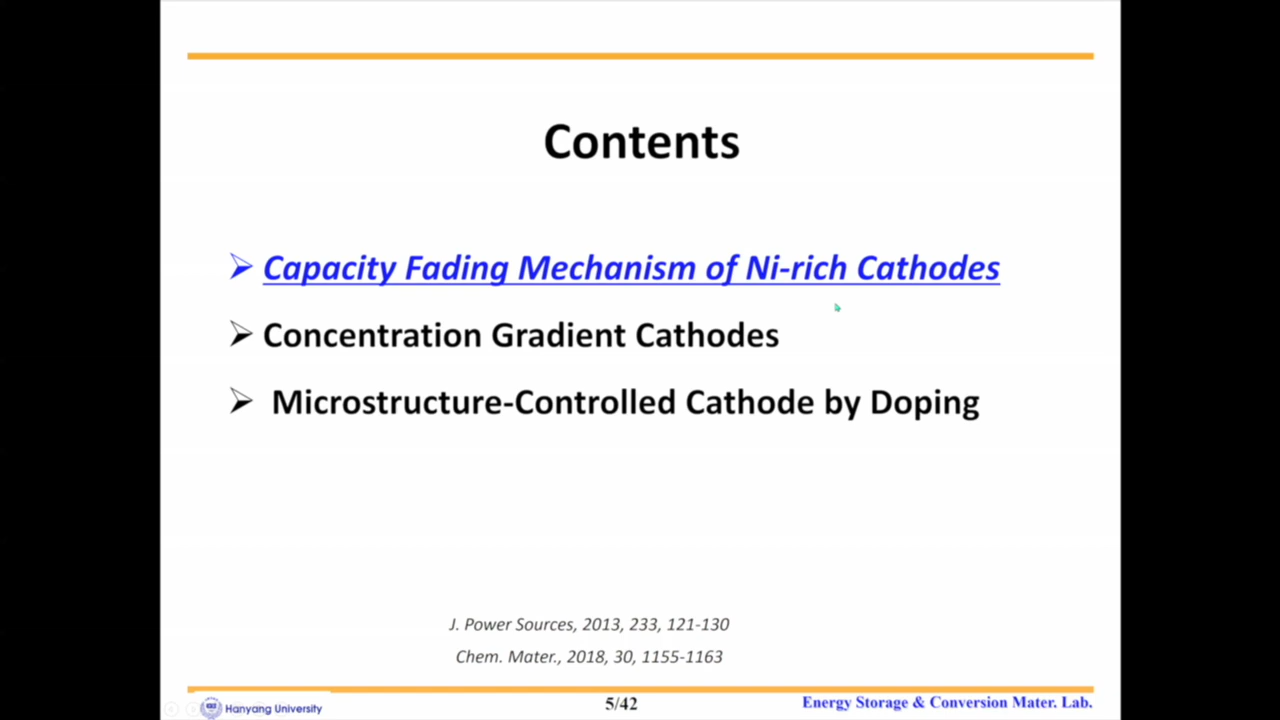 Contents
➢ Capacity Fading Mechanism of Ni-rich Cathodes
➢ Concentration Gradient Cathodes
➢ Microstructure-Controlled Cathode by Doping
J. Power Sources, 2013, 233, 121-130
Chem. Mater., 2018, 30, 1155-1163
Hanyang University
5/42
Energy Storage & Conversion Mater. Lab.